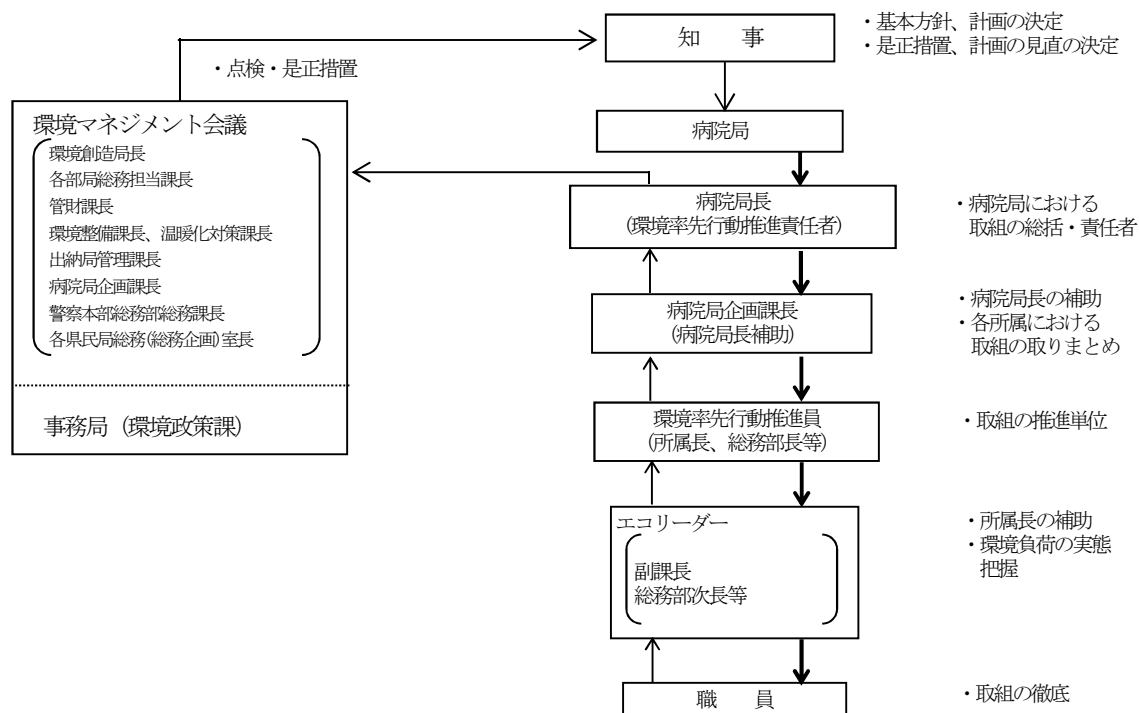 知　事
・基本方針、計画の決定
・是正措置、計画の見直の決定
・点検・是正措置
環境マネジメント会議
環境創造局長
各部局総務担当課長
管財課長
環境整備課長、温暖化対策課長
出納局管理課長
病院局企画課長
警察本部総務部総務課長
各県民局総務(総務企画)室長
事務局（環境政策課）
病院局
病院局長
(環境率先行動推進責任者)
・病院局における
取組の総括・責任者
病院局企画課長
(病院局長補助)
・病院局長の補助
・各所属における
取組の取りまとめ
環境率先行動推進員
(所属長、総務部長等)
・取組の推進単位
エコリーダー
副課長
総務部次長等
・所属長の補助
・環境負荷の実態
把握
職　員
・取組の徹底